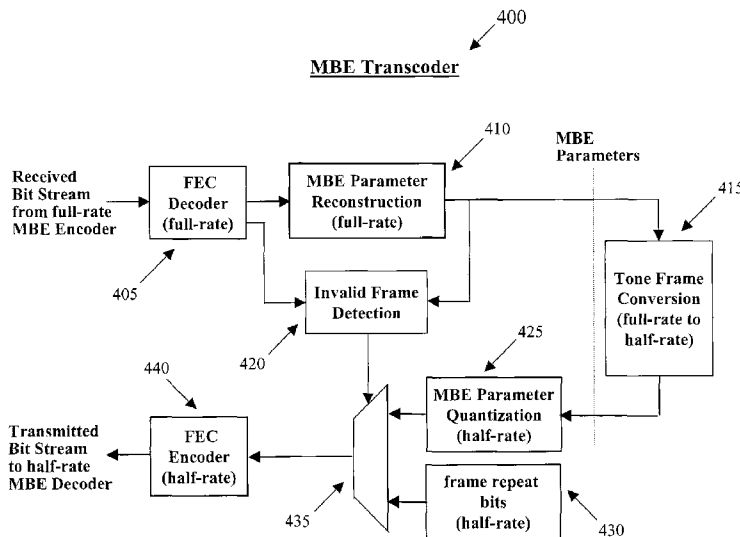 400
MBE Transcoder
410
MBE
Parameters
415
Received
Bit Stream
from full-rate
MBE Encoder
FEC
Decoder
(full-rate)
MBE Parameter
Reconstruction
(full-rate)
405
Tone Frame
Conversion
(full-rate to
half-rate)
Invalid Frame
Detection
420
425
440
MBE Parameter
Quantization
(half-rate)
Transmitted
Bit Stream
to half-rate
MBE Decoder
FEC
Encoder
(half-rate)
435
frame repeat
bits
(half-rate)
430